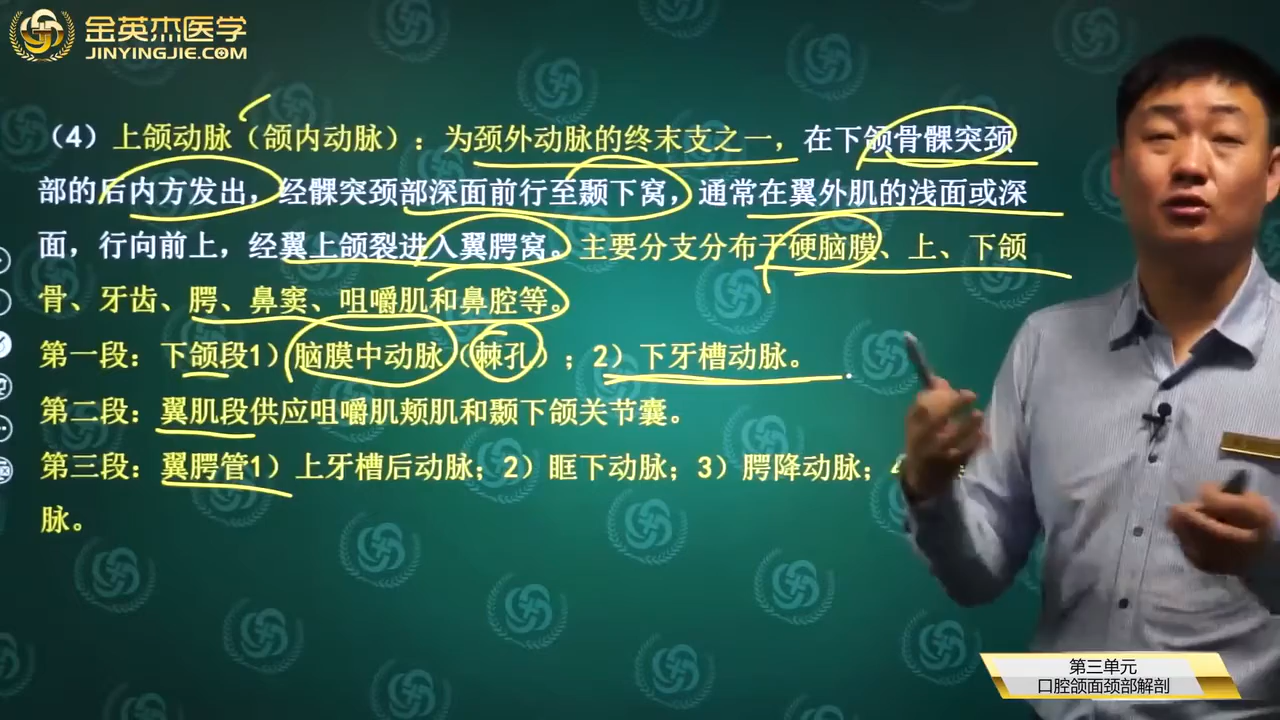 金英杰医学
JINYINGJIE.COM
（4）上颌动脉（颌内动脉）：为颈外动脉的终末支之一，在下颌骨髁突颈
部的后内方发出，经髁突颈部深面前行至颞下窝，通常在翼外肌的浅面或深
面，行向前上，经翼上颌裂进入翼腭窝。主要分支分布于硬脑膜、上、下颌
骨、牙齿、腭、鼻窦、咀嚼肌和鼻腔等。
第一段：下颌段1）脑膜中动脉（棘孔）；2）下牙槽动脉。
第二段：翼肌段供应咀嚼肌颊肌和颞下颌关节囊。
第三段：翼腭管1）上牙槽后动脉；2）眶下动脉；3）腭降动脉；
脉。
第三单元
口腔颌面颈部解剖